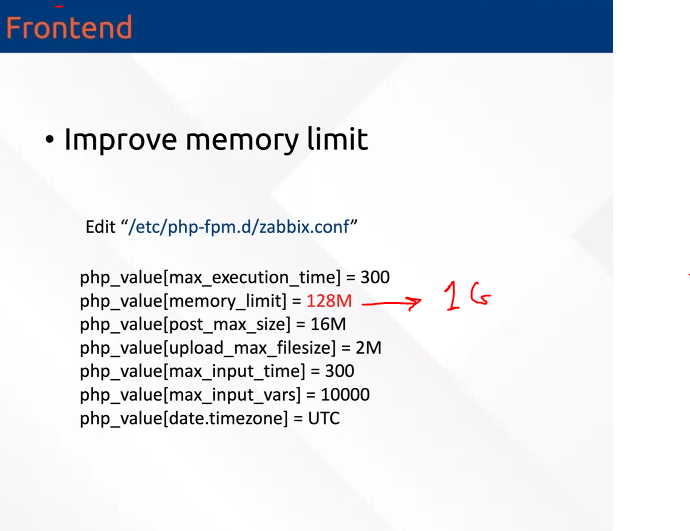 Frontend
• Improve memory limit
Edit “/etc/php-fpm.d/zabbix.conf”
php_value[max_execution_time] = 300
php_value[memory_limit] = 128M → 1G
php_value[post_max_size] = 16M
php_value[upload_max_filesize] = 2M
php_value[max_input_time] = 300
php_value[max_input_vars] = 10000
php_value[date.timezone] = UTC